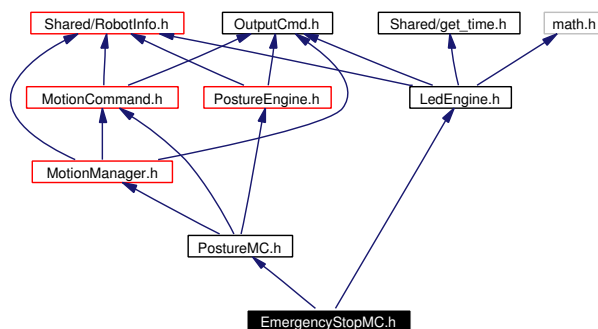 Shared/RobotInfo.h
OutputCmd.h
Shared/get_time.h
math.h
MotionCommand.h
PostureEngine.h
LedEngine.h
MotionManager.h
PostureMC.h
EmergencyStopMC.h